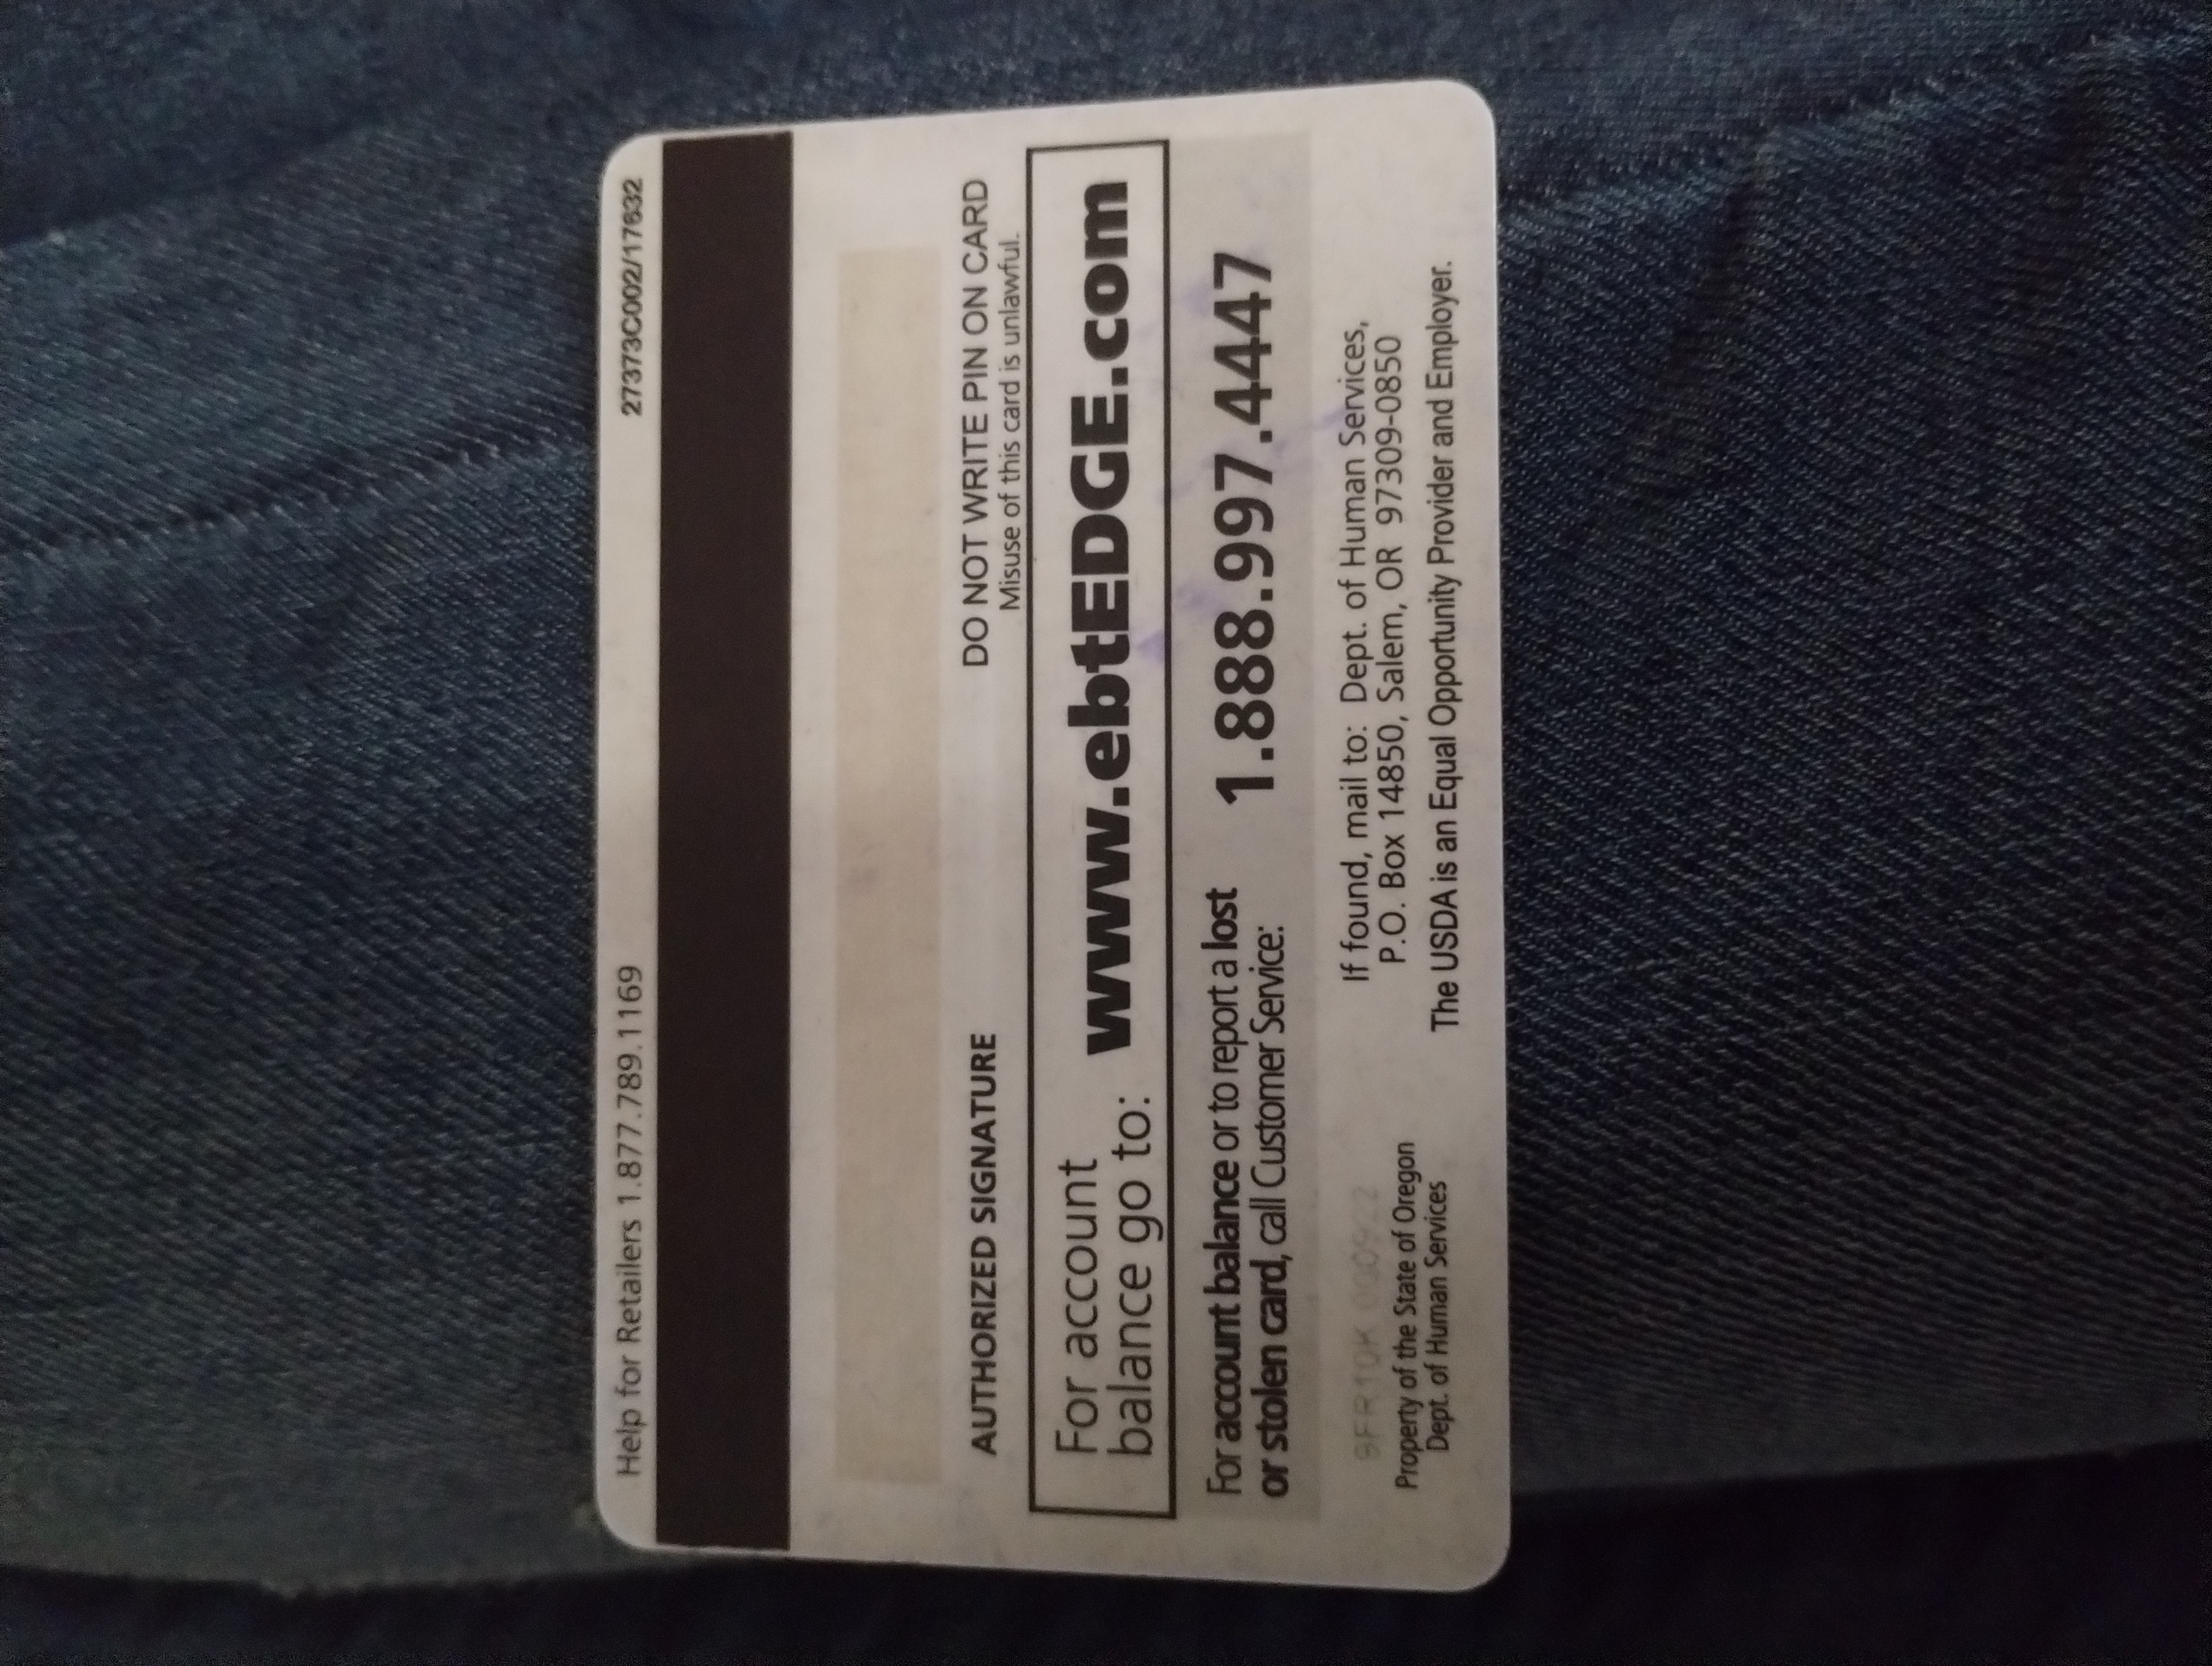 Help for Retailers 1.877.789.1169 27373C002/17632
AUTHORIZED SIGNATURE DO NOT WRITE PIN ON CARD
Misuse of this card is unlawful.
For account
balance go to: www.ebtEDGE.com
For account balance or to report a lost
or stolen card, call Customer Service: 1.888.997.4447
If found, mail to: Dept. of Human Services,
P.O. Box 14850, Salem, OR 97309-0850
The USDA is an Equal Opportunity Provider and Employer.
Property of the State of Oregon
Dept. of Human Services